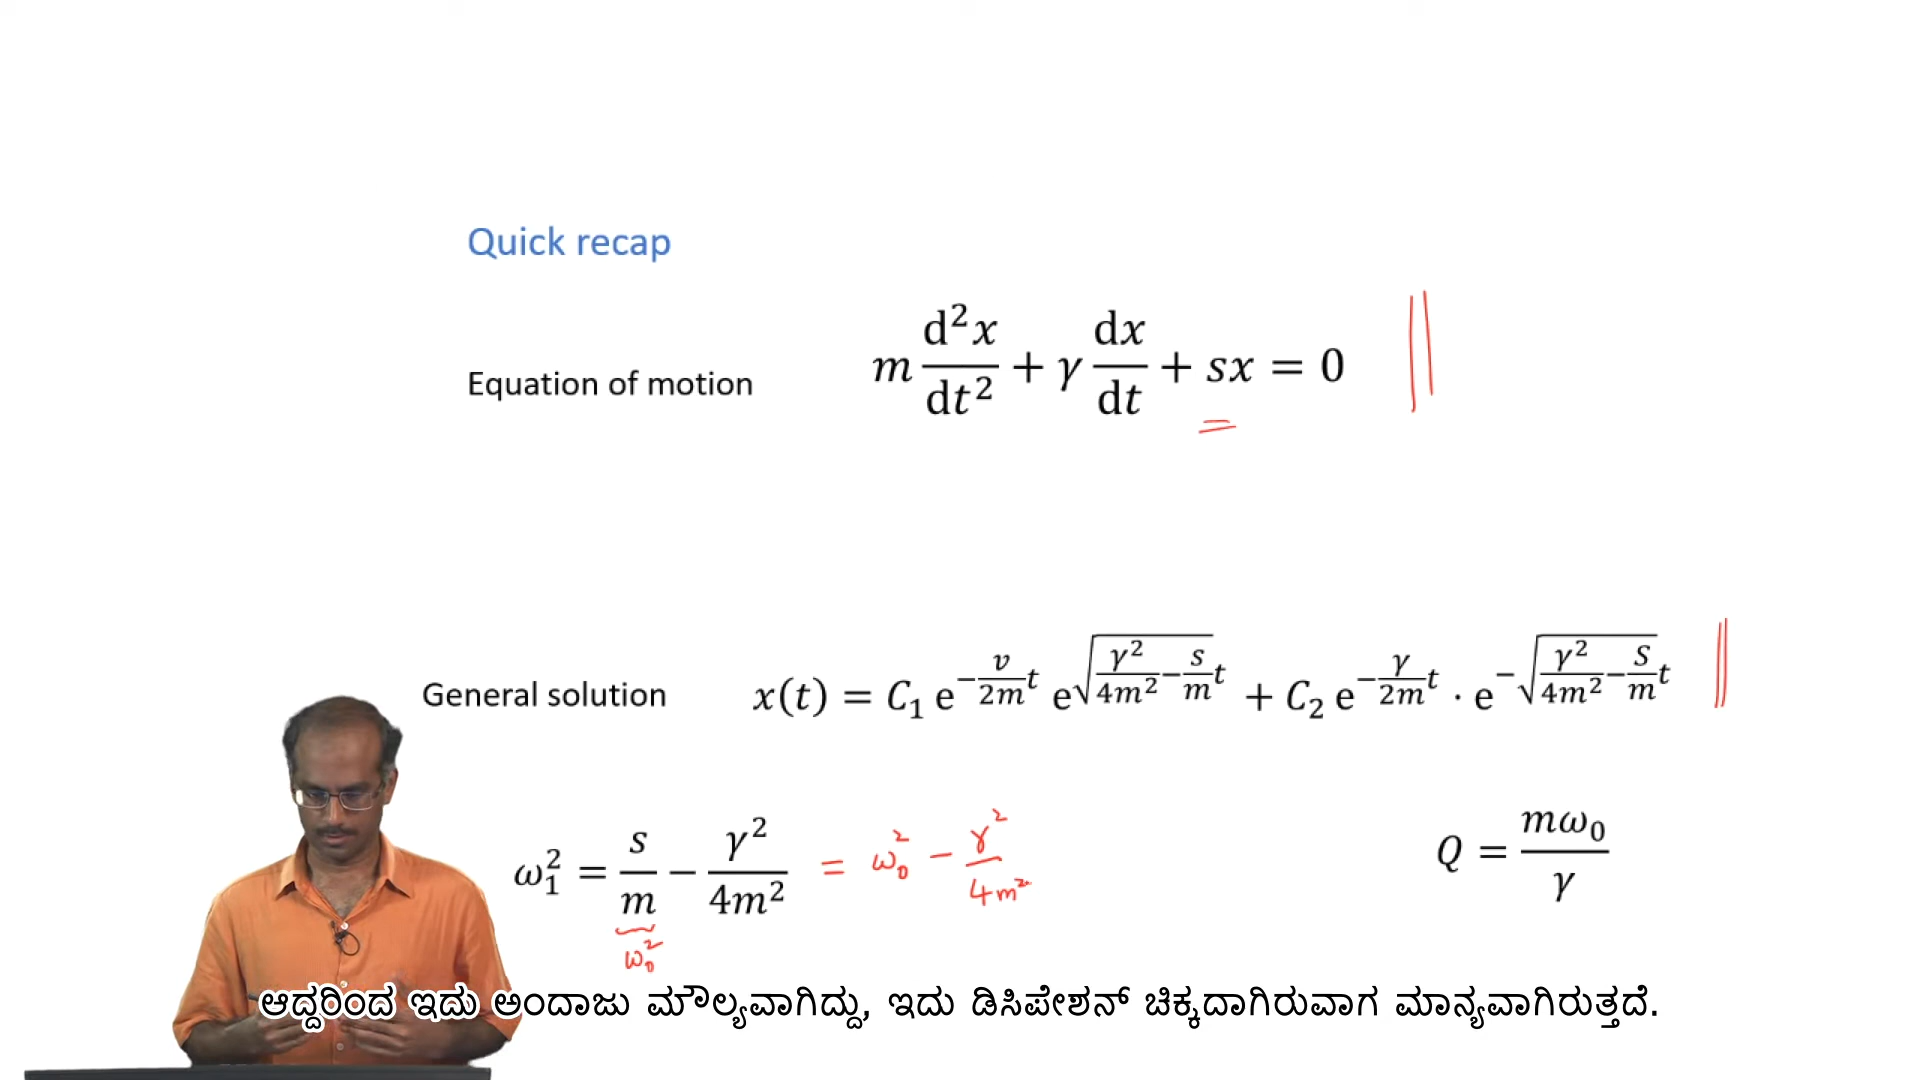 Quick recap
Equation of motion m d²x/dt² + γ dx/dt + sx = 0
General solution x(t) = C₁ e^(−v/2m t) e^(√(γ²/4m² − s/m) t) + C₂ e^(−γ/2m t) · e^(−√(γ²/4m² − s/m) t)
ω₁² = s/m − γ²/4m² = ω₀² − γ²/4m²
ω₀²
Q = mω₀/γ
ಆದ್ದರಿಂದ ಇದು ಅಂದಾಜು ಮೌಲ್ಯವಾಗಿದ್ದು, ಇದು ಡಿಸಿಪೇಶನ್ ಚಿಕ್ಕದಾಗಿರುವಾಗ ಮಾನ್ಯವಾಗಿರುತ್ತದೆ.